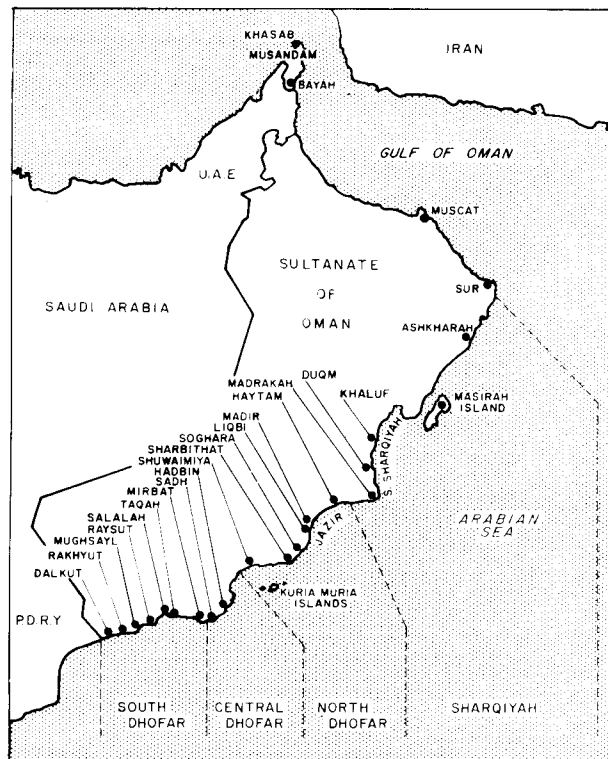 KHASAB
MUSANDAM
BAYAH
IRAN
U.A.E
GULF OF OMAN
MUSCAT
SULTANATE
OF
OMAN
SAUDI ARABIA
SUR
ASHKHARAH
DUQM
MADRAKAH
HAYTAM
KHALUF
MASIRAH
ISLAND
MADIR
LIQBI
SOGHARA
SHARBITHAT
SHUWAIMIYA
HADBIN
SADH
MIRBAT
TAQAH
SALALAH
RAYSUT
MUGHSAYL
RAKHYUT
DALKUT
S. SHARQIYAH
JAZIR
ARABIAN
SEA
KURIA MURIA
ISLANDS
P.D.R.Y
SOUTH
DHOFAR
CENTRAL
DHOFAR
NORTH
DHOFAR
SHARQIYAH